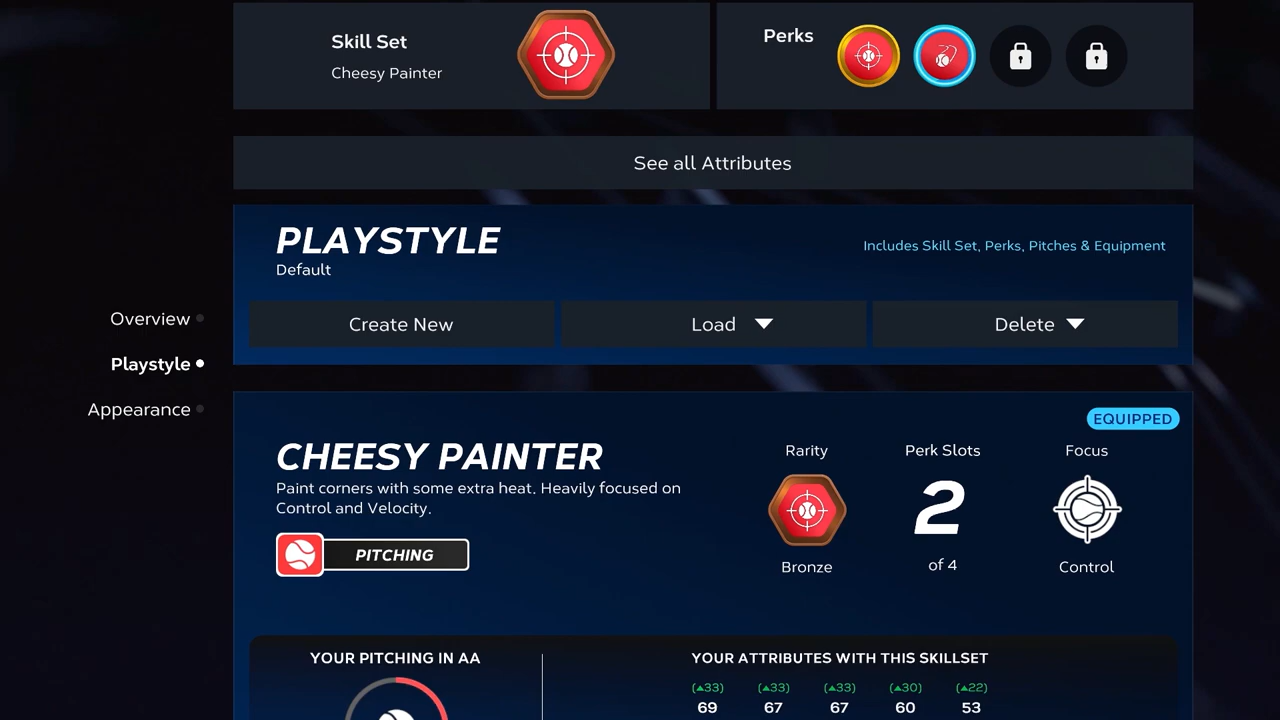 Skill Set
Cheesy Painter
Perks
See all Attributes
PLAYSTYLE
Default
Includes Skill Set, Perks, Pitches & Equipment
Create New
Load
Delete
Overview
Playstyle
Appearance
EQUIPPED
CHEESY PAINTER
Paint corners with some extra heat. Heavily focused on
Control and Velocity.
PITCHING
Rarity
Bronze
Perk Slots
2
of 4
Focus
Control
YOUR PITCHING IN AA
YOUR ATTRIBUTES WITH THIS SKILLSET
(▲33) (▲33) (▲33) (▲30) (▲22)
69 67 67 60 53